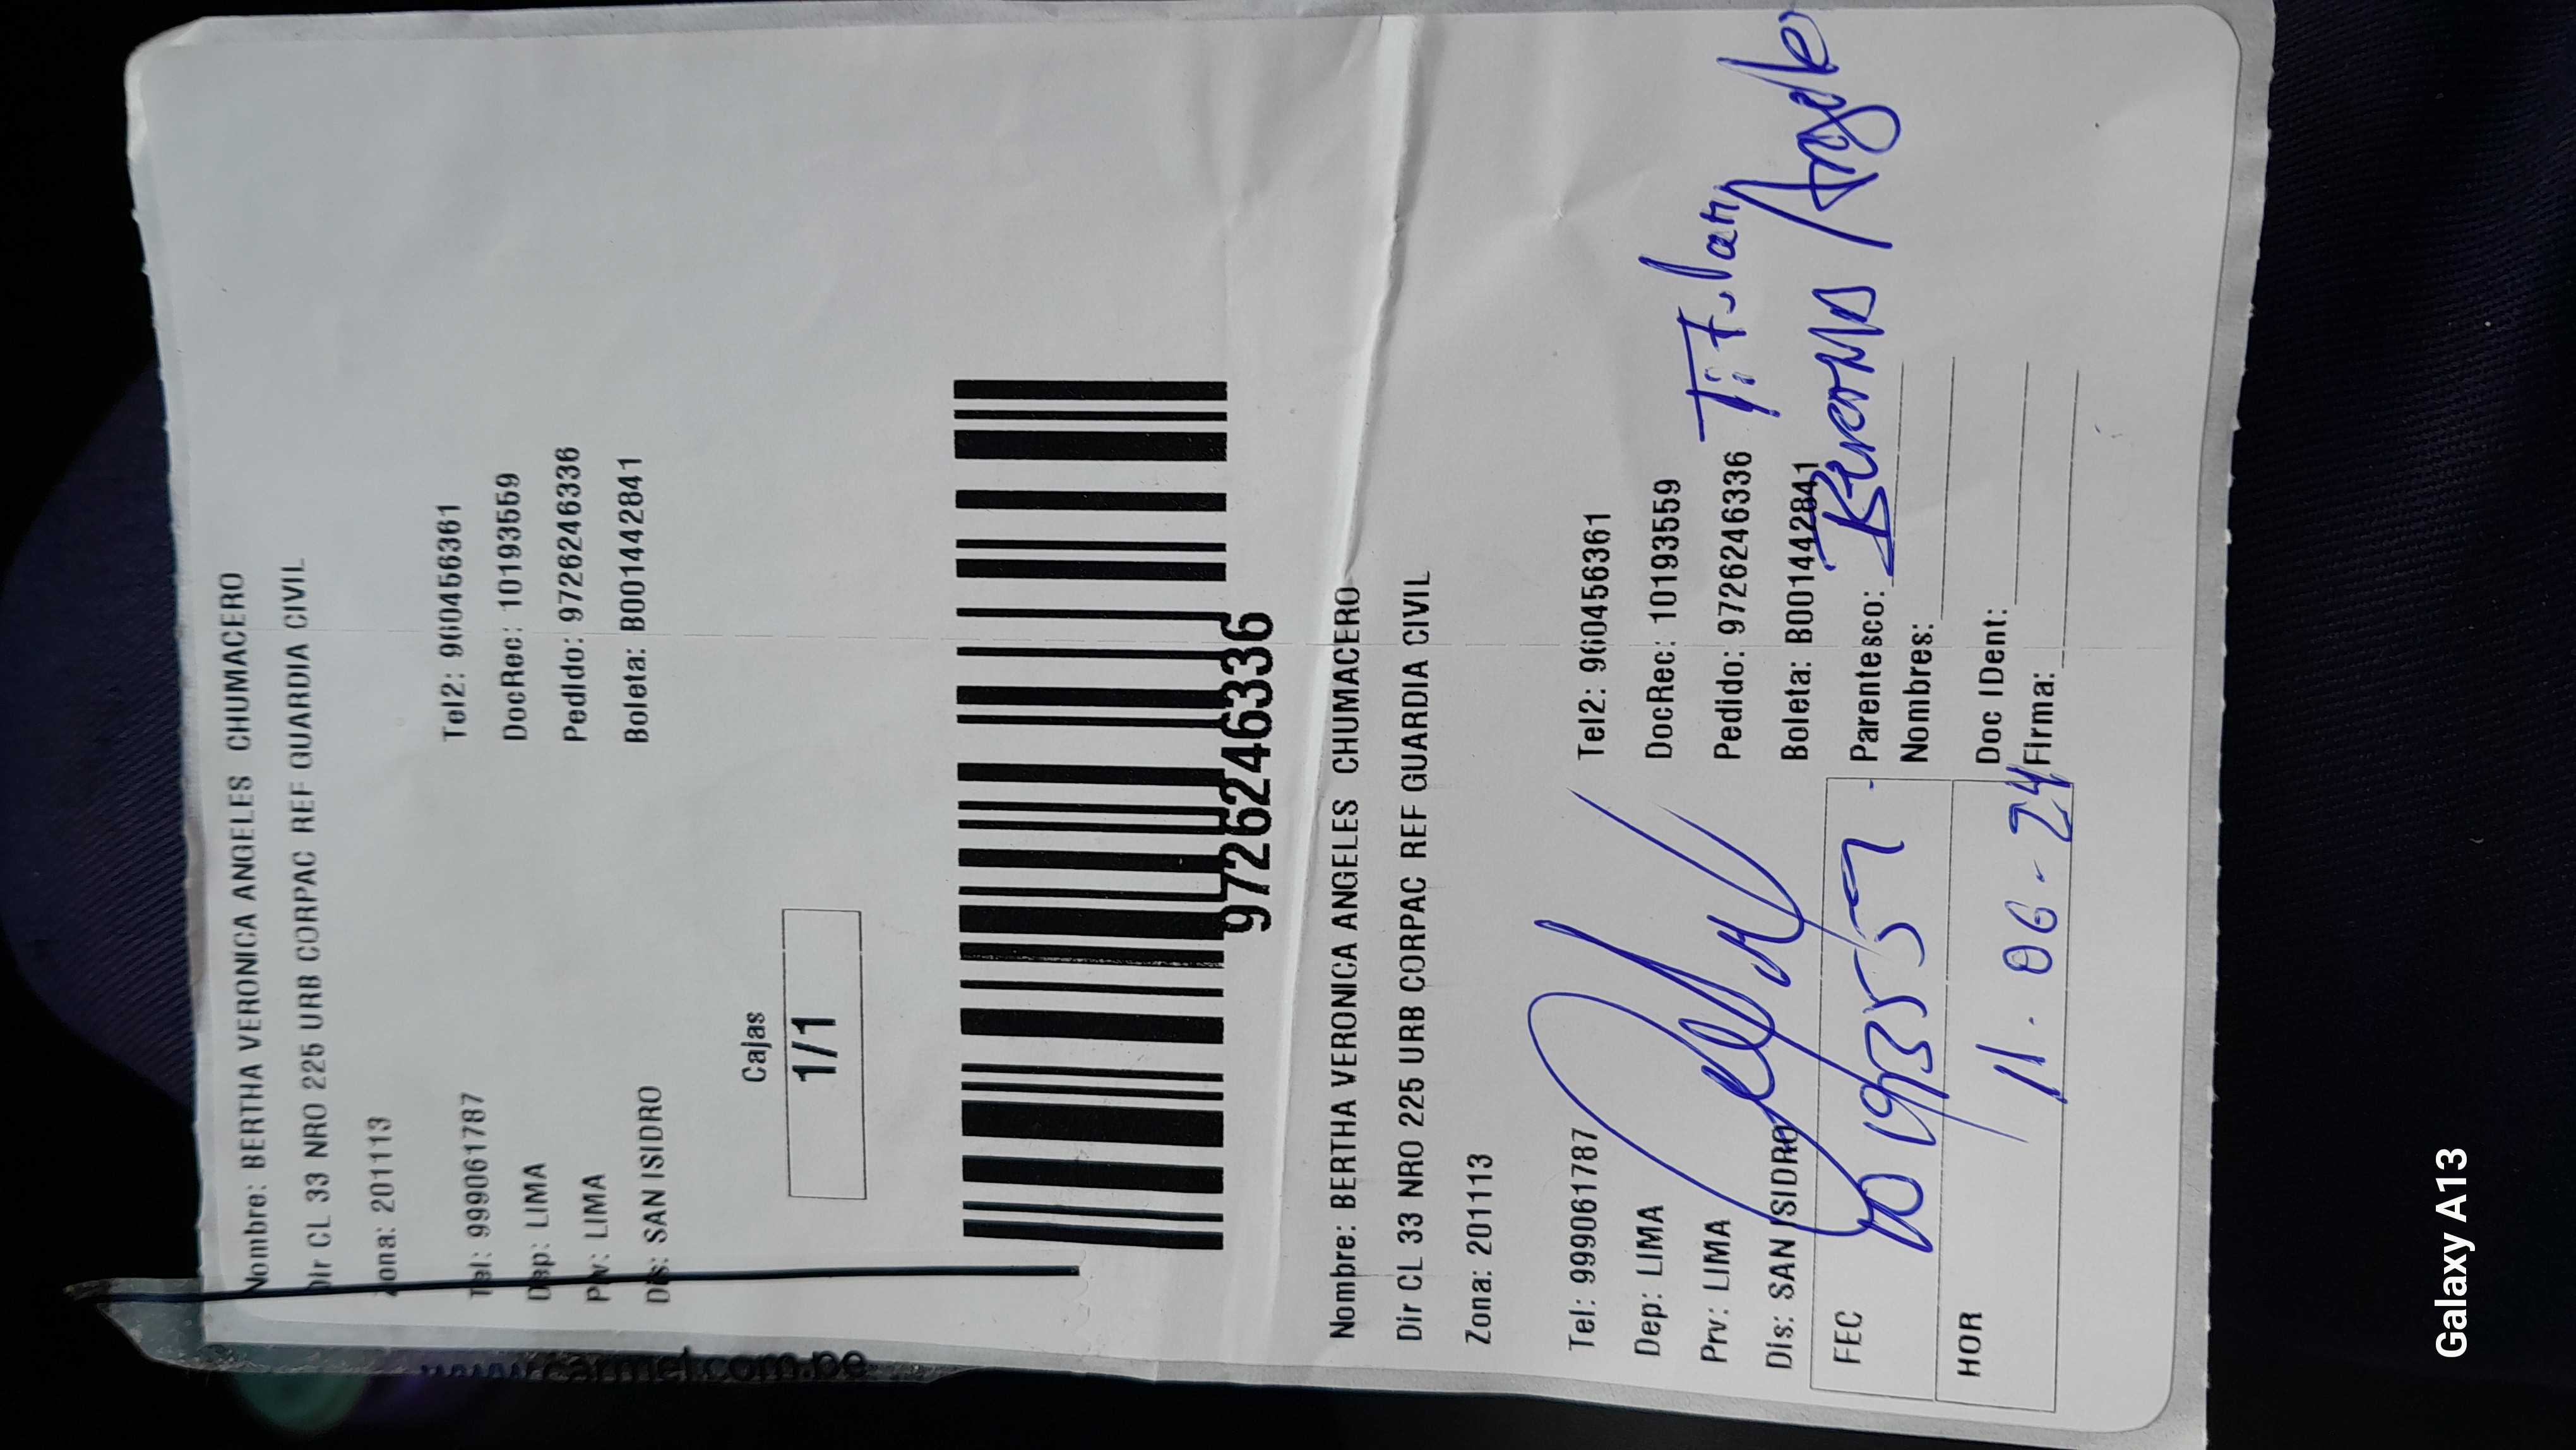 Nombre: BERTHA VERONICA ANGELES CHUMACERO
Dir CL 33 NRO 225 URB CORPAC REF GUARDIA CIVIL
Zona: 201113
Tel: 999061787 Tel2: 960456361
Dep: LIMA DocRec: 10193559
Prv: LIMA Pedido: 97262463​36
Dis: SAN ISIDRO Boleta: B001442841
Cajas
1/1
9726246336
www.carmel.com.pe
Nombre: BERTHA VERONICA ANGELES CHUMACERO
Dir CL 33 NRO 225 URB CORPAC REF GUARDIA CIVIL
Zona: 201113
Tel: 999061787 Tel2: 960456361
Dep: LIMA DocRec: 10193559
Prv: LIMA Pedido: 9726246336 Titular
Dis: SAN ISIDRO Boleta: B001442841
FEC 10193559 Parentesco: Angeles
Nombres:
HOR 11.06-24 Doc IDent:
Firma:
Galaxy A13